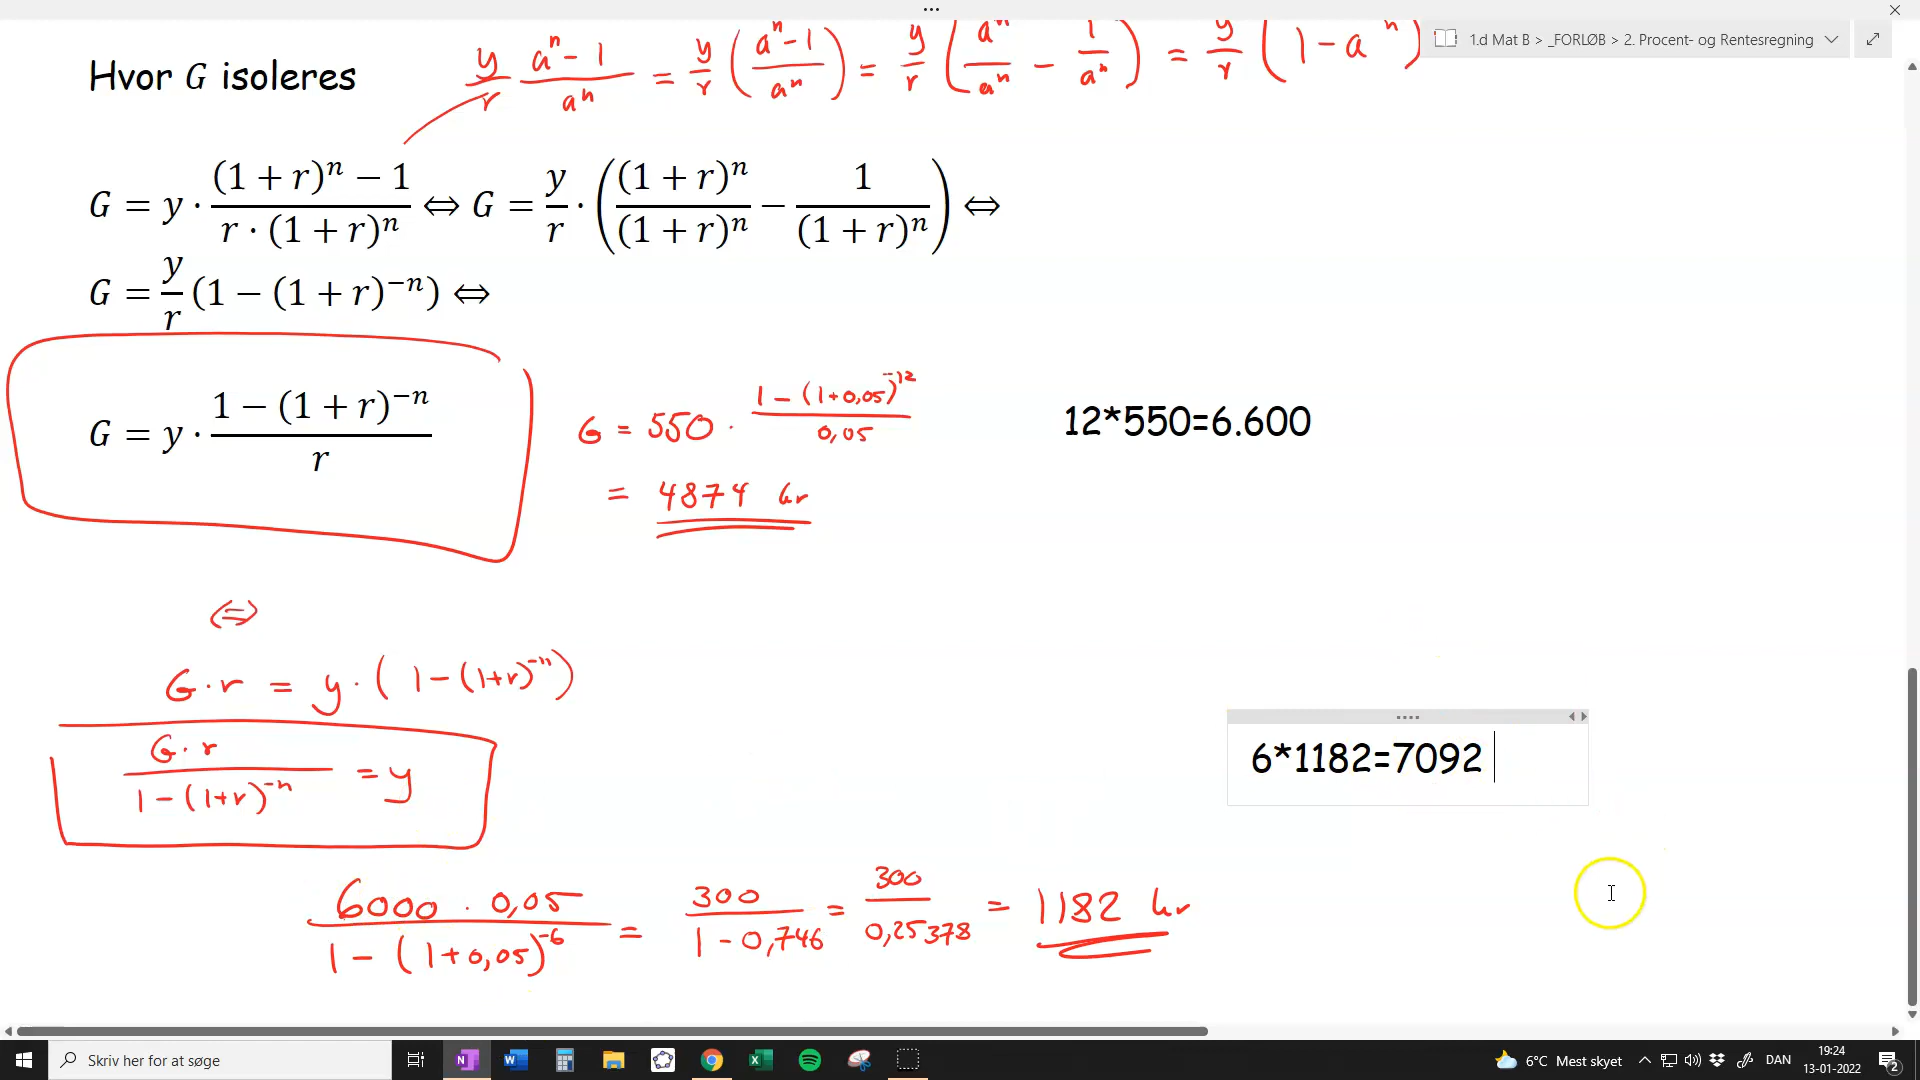 1.d Mat B > _FORLØB > 2. Procent- og Rentesregning
Hvor G isoleres
y/r (aⁿ - 1)/aⁿ = y/r ((aⁿ - 1)/aⁿ) = y/r (aⁿ/aⁿ - 1/aⁿ) = y/r (1 - a ⁿ)
G = y · ((1 + r)ⁿ − 1)/(r · (1 + r)ⁿ) ⇔ G = y/r · ((1 + r)ⁿ/(1 + r)ⁿ − 1/(1 + r)ⁿ) ⇔
G = y/r (1 − (1 + r)⁻ⁿ) ⇔
G = y · (1 − (1 + r)⁻ⁿ)/r
G = 550 · (1 - (1+0,05)⁻¹²)/0,05
= 4874 kr
12*550=6.600
⇔
G·r = y·(1-(1+r)⁻ⁿ)
G·r/(1-(1+r)⁻ⁿ) = y
6*1182=7092
6000 · 0,05/(1 - (1+0,05)⁻⁶) = 300/(1 - 0,746) = 300/0,25378 = 1182 kr
Skriv her for at søge
6°C Mest skyet
DAN
19:24
13-01-2022
2